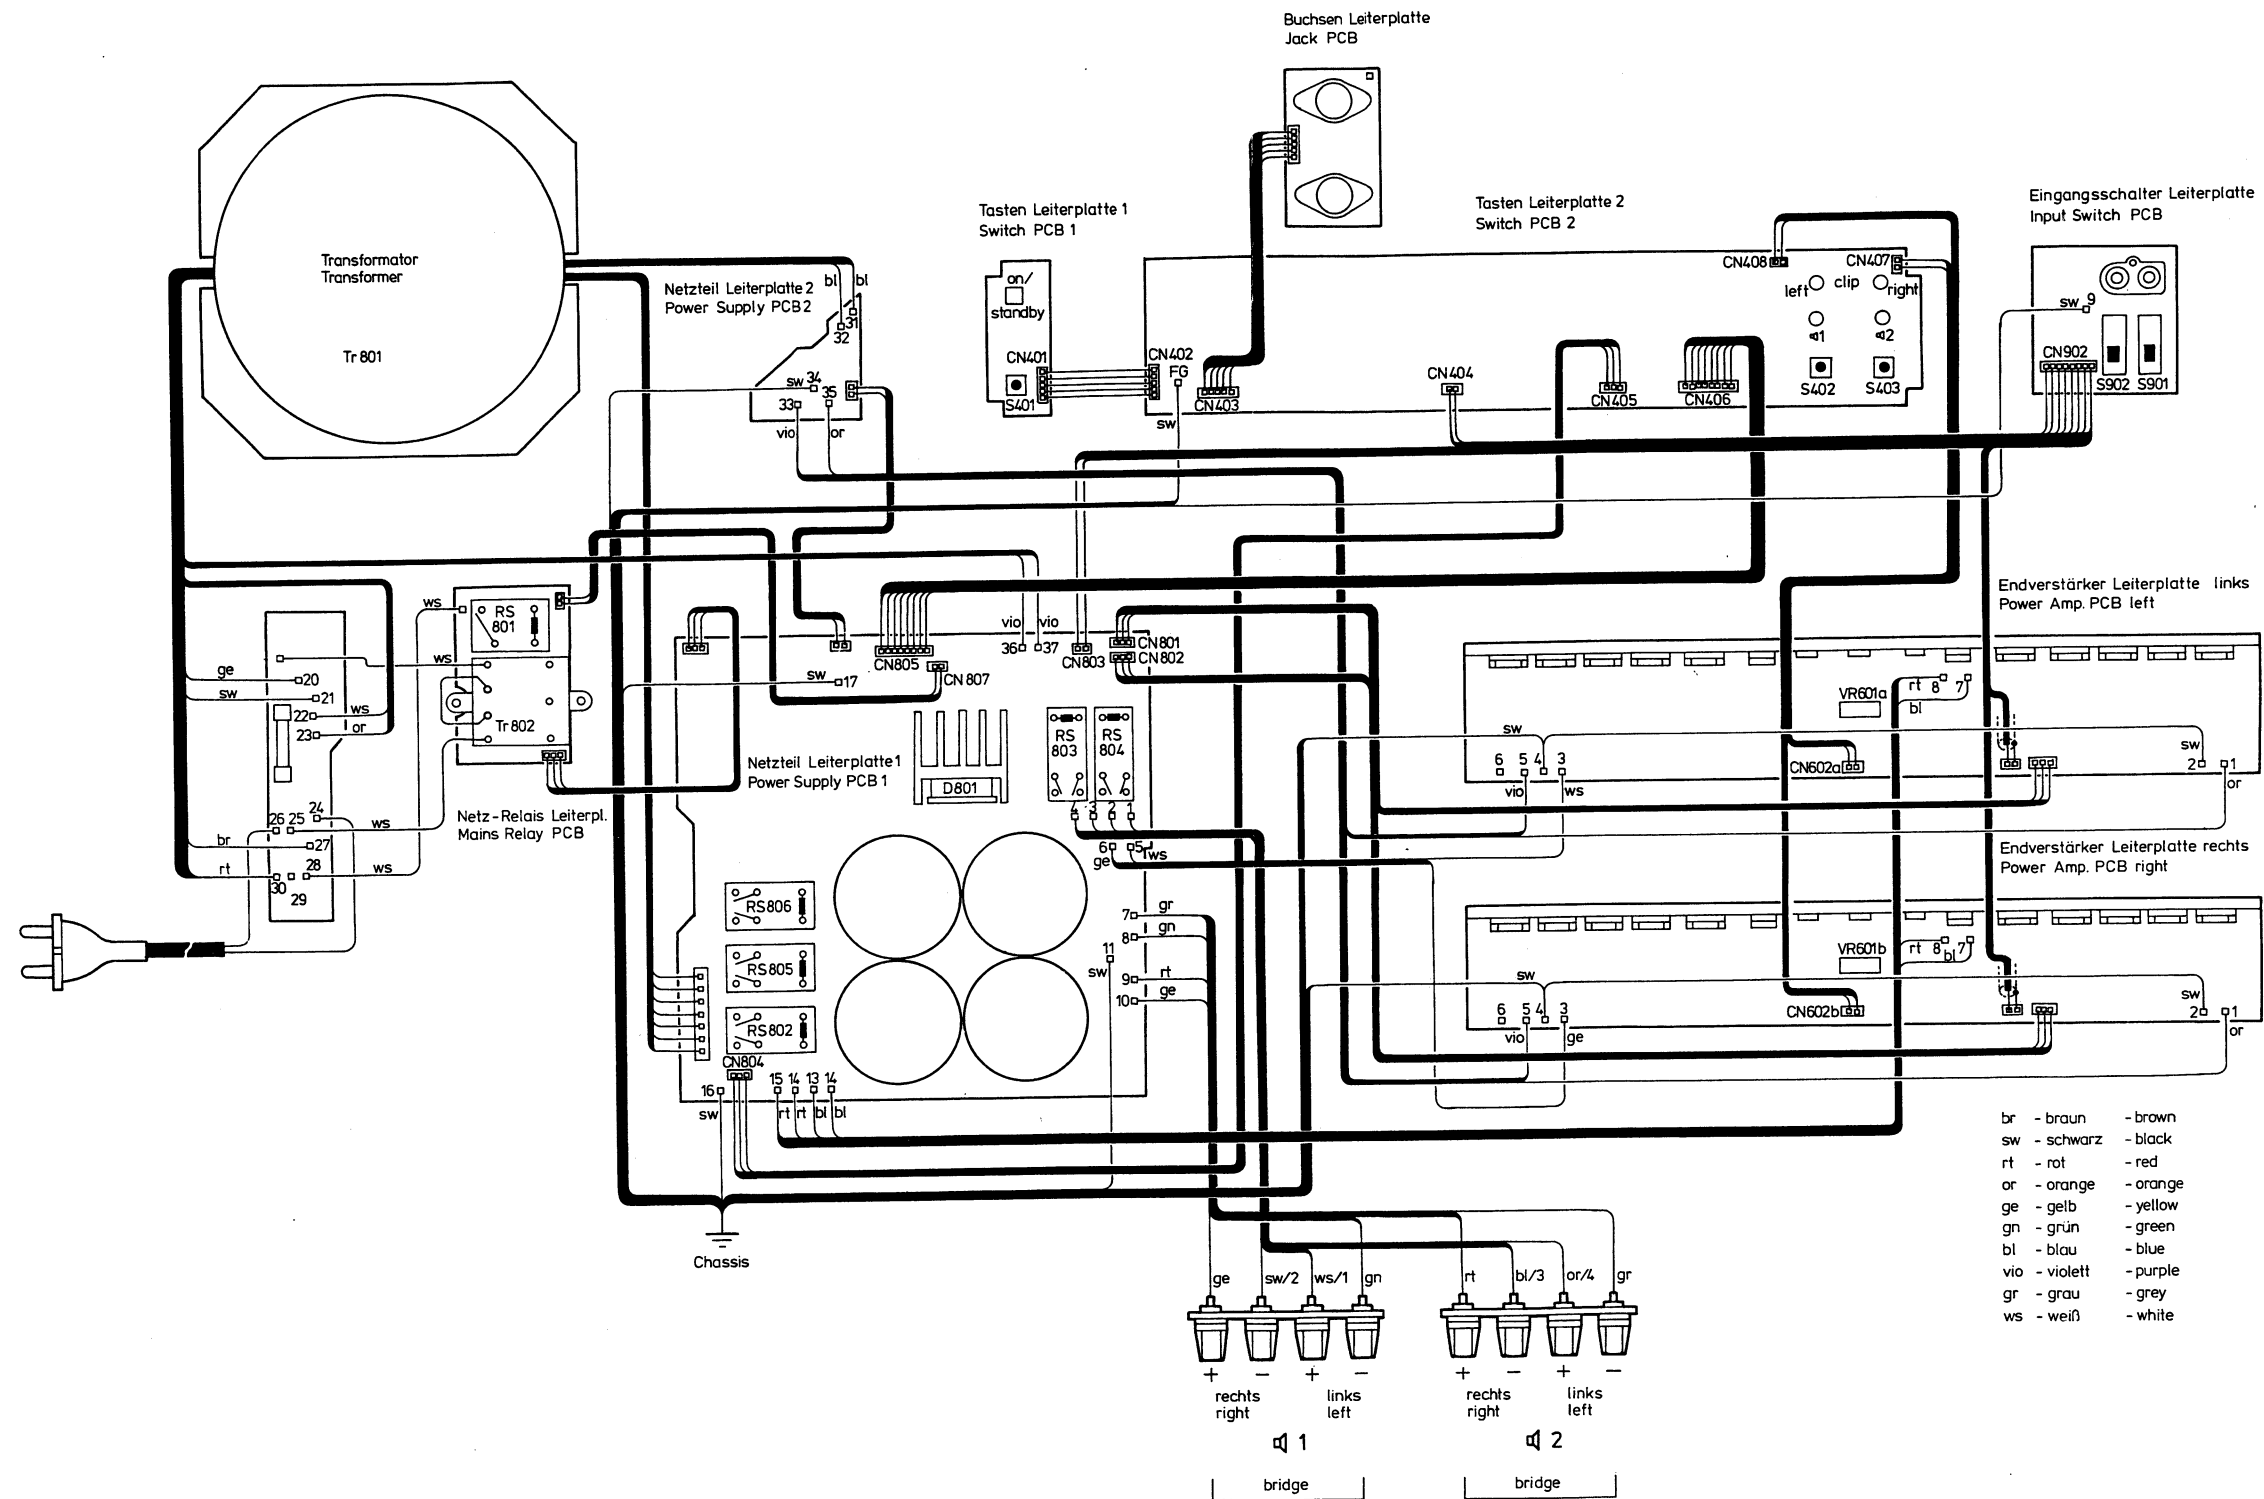 Buchsen Leiterplatte
Jack PCB
Transformator
Transformer
Tr 801
Netzteil Leiterplatte 2
Power Supply PCB 2
bl
bl
31
32
sw 34
35
33
vio
or
Tasten Leiterplatte 1
Switch PCB 1
on/
standby
CN401
S401
Tasten Leiterplatte 2
Switch PCB 2
CN402
FG
sw
CN403
CN404
CN405
CN406
CN408
CN407
left
clip
right
1
2
S402
S403
Eingangsschalter Leiterplatte
Input Switch PCB
sw 9
CN902
S902
S901
ws
RS
801
ws
Tr 802
ge
20
sw
21
22
ws
23
or
24
26 25
ws
br
27
28
rt
30
ws
29
Netz-Relais Leiterpl.
Mains Relay PCB
Netzteil Leiterplatte 1
Power Supply PCB 1
vio
vio
36
37
CN803
CN801
CN802
CN805
CN 807
sw
17
D801
RS
803
RS
804
4 3 2 1
6
5
ge
ws
RS806
RS805
RS802
CN804
7
gr
8
gn
11
sw
9
rt
10
ge
16
sw
15 14 13 14
rt rt bl bl
Chassis
Endverstärker Leiterplatte links
Power Amp. PCB left
VR601a
rt 8 7
bl
sw
6 5 4 3
vio
ws
CN602a
sw
2
1
or
Endverstärker Leiterplatte rechts
Power Amp. PCB right
VR601b
rt 8 7
bl
sw
6 5 4 3
vio
ge
CN602b
sw
2
1
or
br - braun - brown
sw - schwarz - black
rt - rot - red
or - orange - orange
ge - gelb - yellow
gn - grün - green
bl - blau - blue
vio - violett - purple
gr - grau - grey
ws - weiß - white
ge
sw/2
ws/1
gn
rt
bl/3
or/4
gr
+ − + −
+ − + −
rechts
right
links
left
rechts
right
links
left
1
2
bridge
bridge